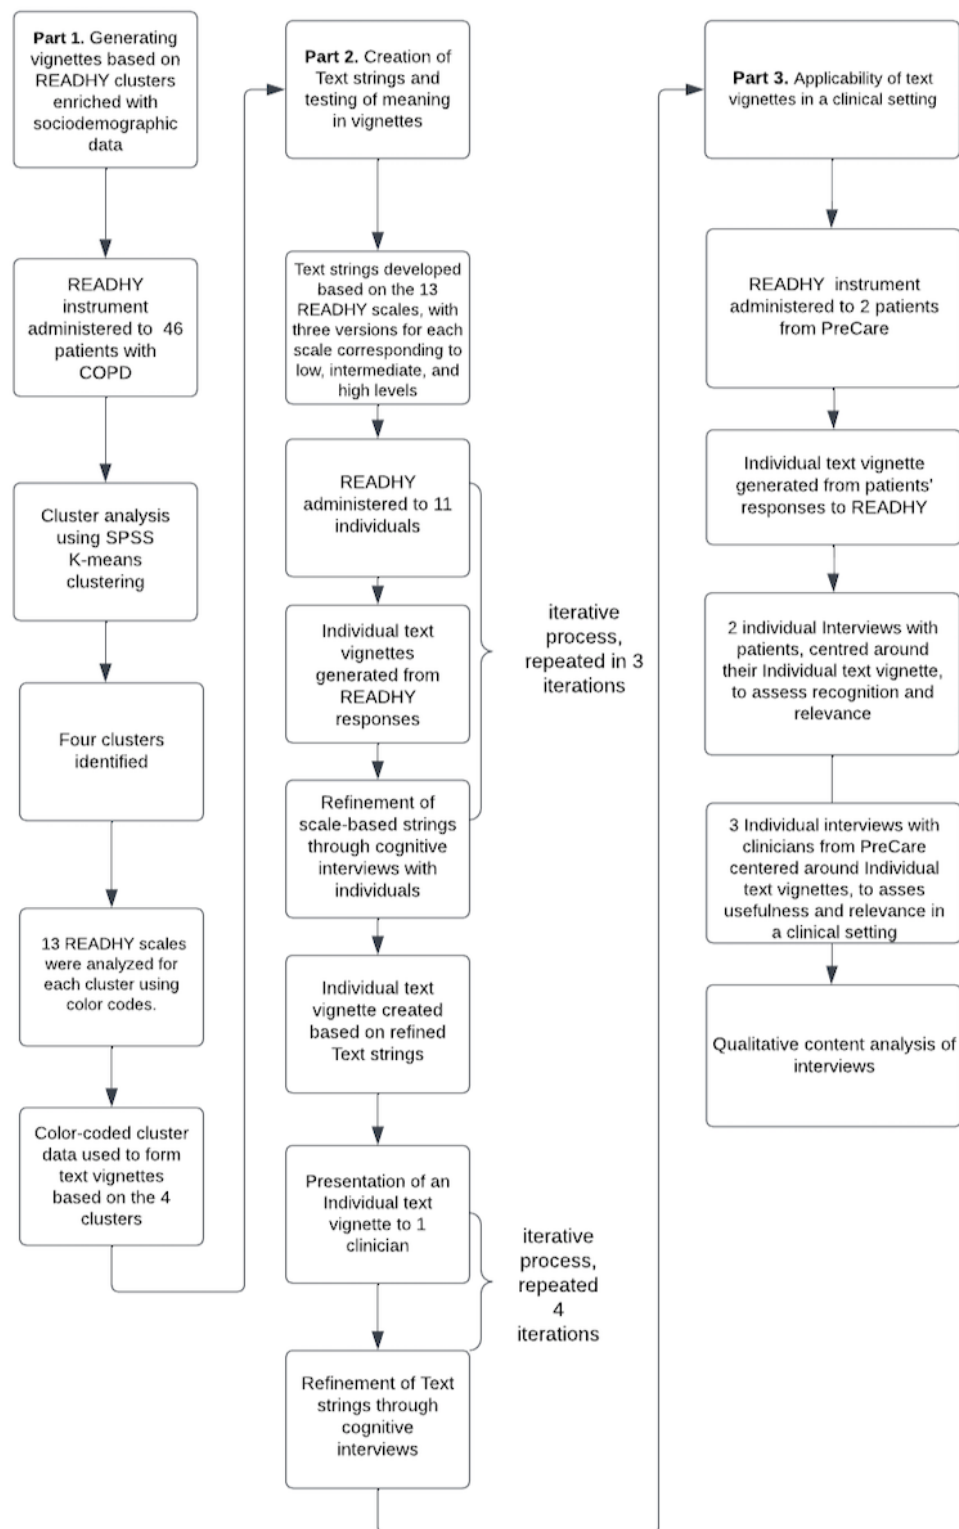 Part 1. Generating
vignettes based on
READHY clusters
enriched with
sociodemographic
data
READHY
instrument
administered to 46
patients with
COPD
Cluster analysis
using SPSS
K-means
clustering
Four clusters
identified
13 READHY scales
were analyzed for
each cluster using
color codes.
Color-coded cluster
data used to form
text vignettes
based on the 4
clusters
Part 2. Creation of
Text strings and
testing of meaning
in vignettes
Text strings developed
based on the 13
READHY scales, with
three versions for each
scale corresponding to
low, intermediate, and
high levels
READHY
administered to 11
individuals
Individual text
vignettes
generated from
READHY
responses
Refinement of
scale-based strings
through cognitive
interviews with
individuals
iterative
process,
repeated in 3
iterations
Individual text
vignette created
based on refined
Text strings
Presentation of an
Individual text
vignette to 1
clinician
Refinement of Text
strings through
cognitive
interviews
iterative
process,
repeated
4
iterations
Part 3. Applicability of text
vignettes in a clinical setting
READHY instrument
administered to 2 patients
from PreCare
Individual text vignette
generated from patients'
responses to READHY
2 individual Interviews with
patients, centred around
their Individual text vignette,
to assess recognition and
relevance
3 Individual interviews with
clinicians from PreCare
centered around Individual
text vignettes, to asses
usefulness and relevance in
a clinical setting
Qualitative content analysis of
interviews